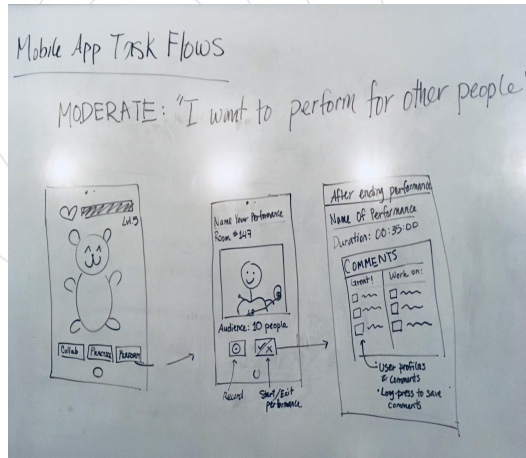 Mobile App Task Flows
MODERATE: "I want to perform for other people"
Lvl.5
Collab
Practice
Perform
Name Your Performance
Room #147
Audience: 10 people
Record
Start/Exit
performance
After ending performance
Name Of Performance
Duration: 00:35:00
COMMENTS
Great!
Work on:
• User profiles
& comments
• Long-press to save
comments